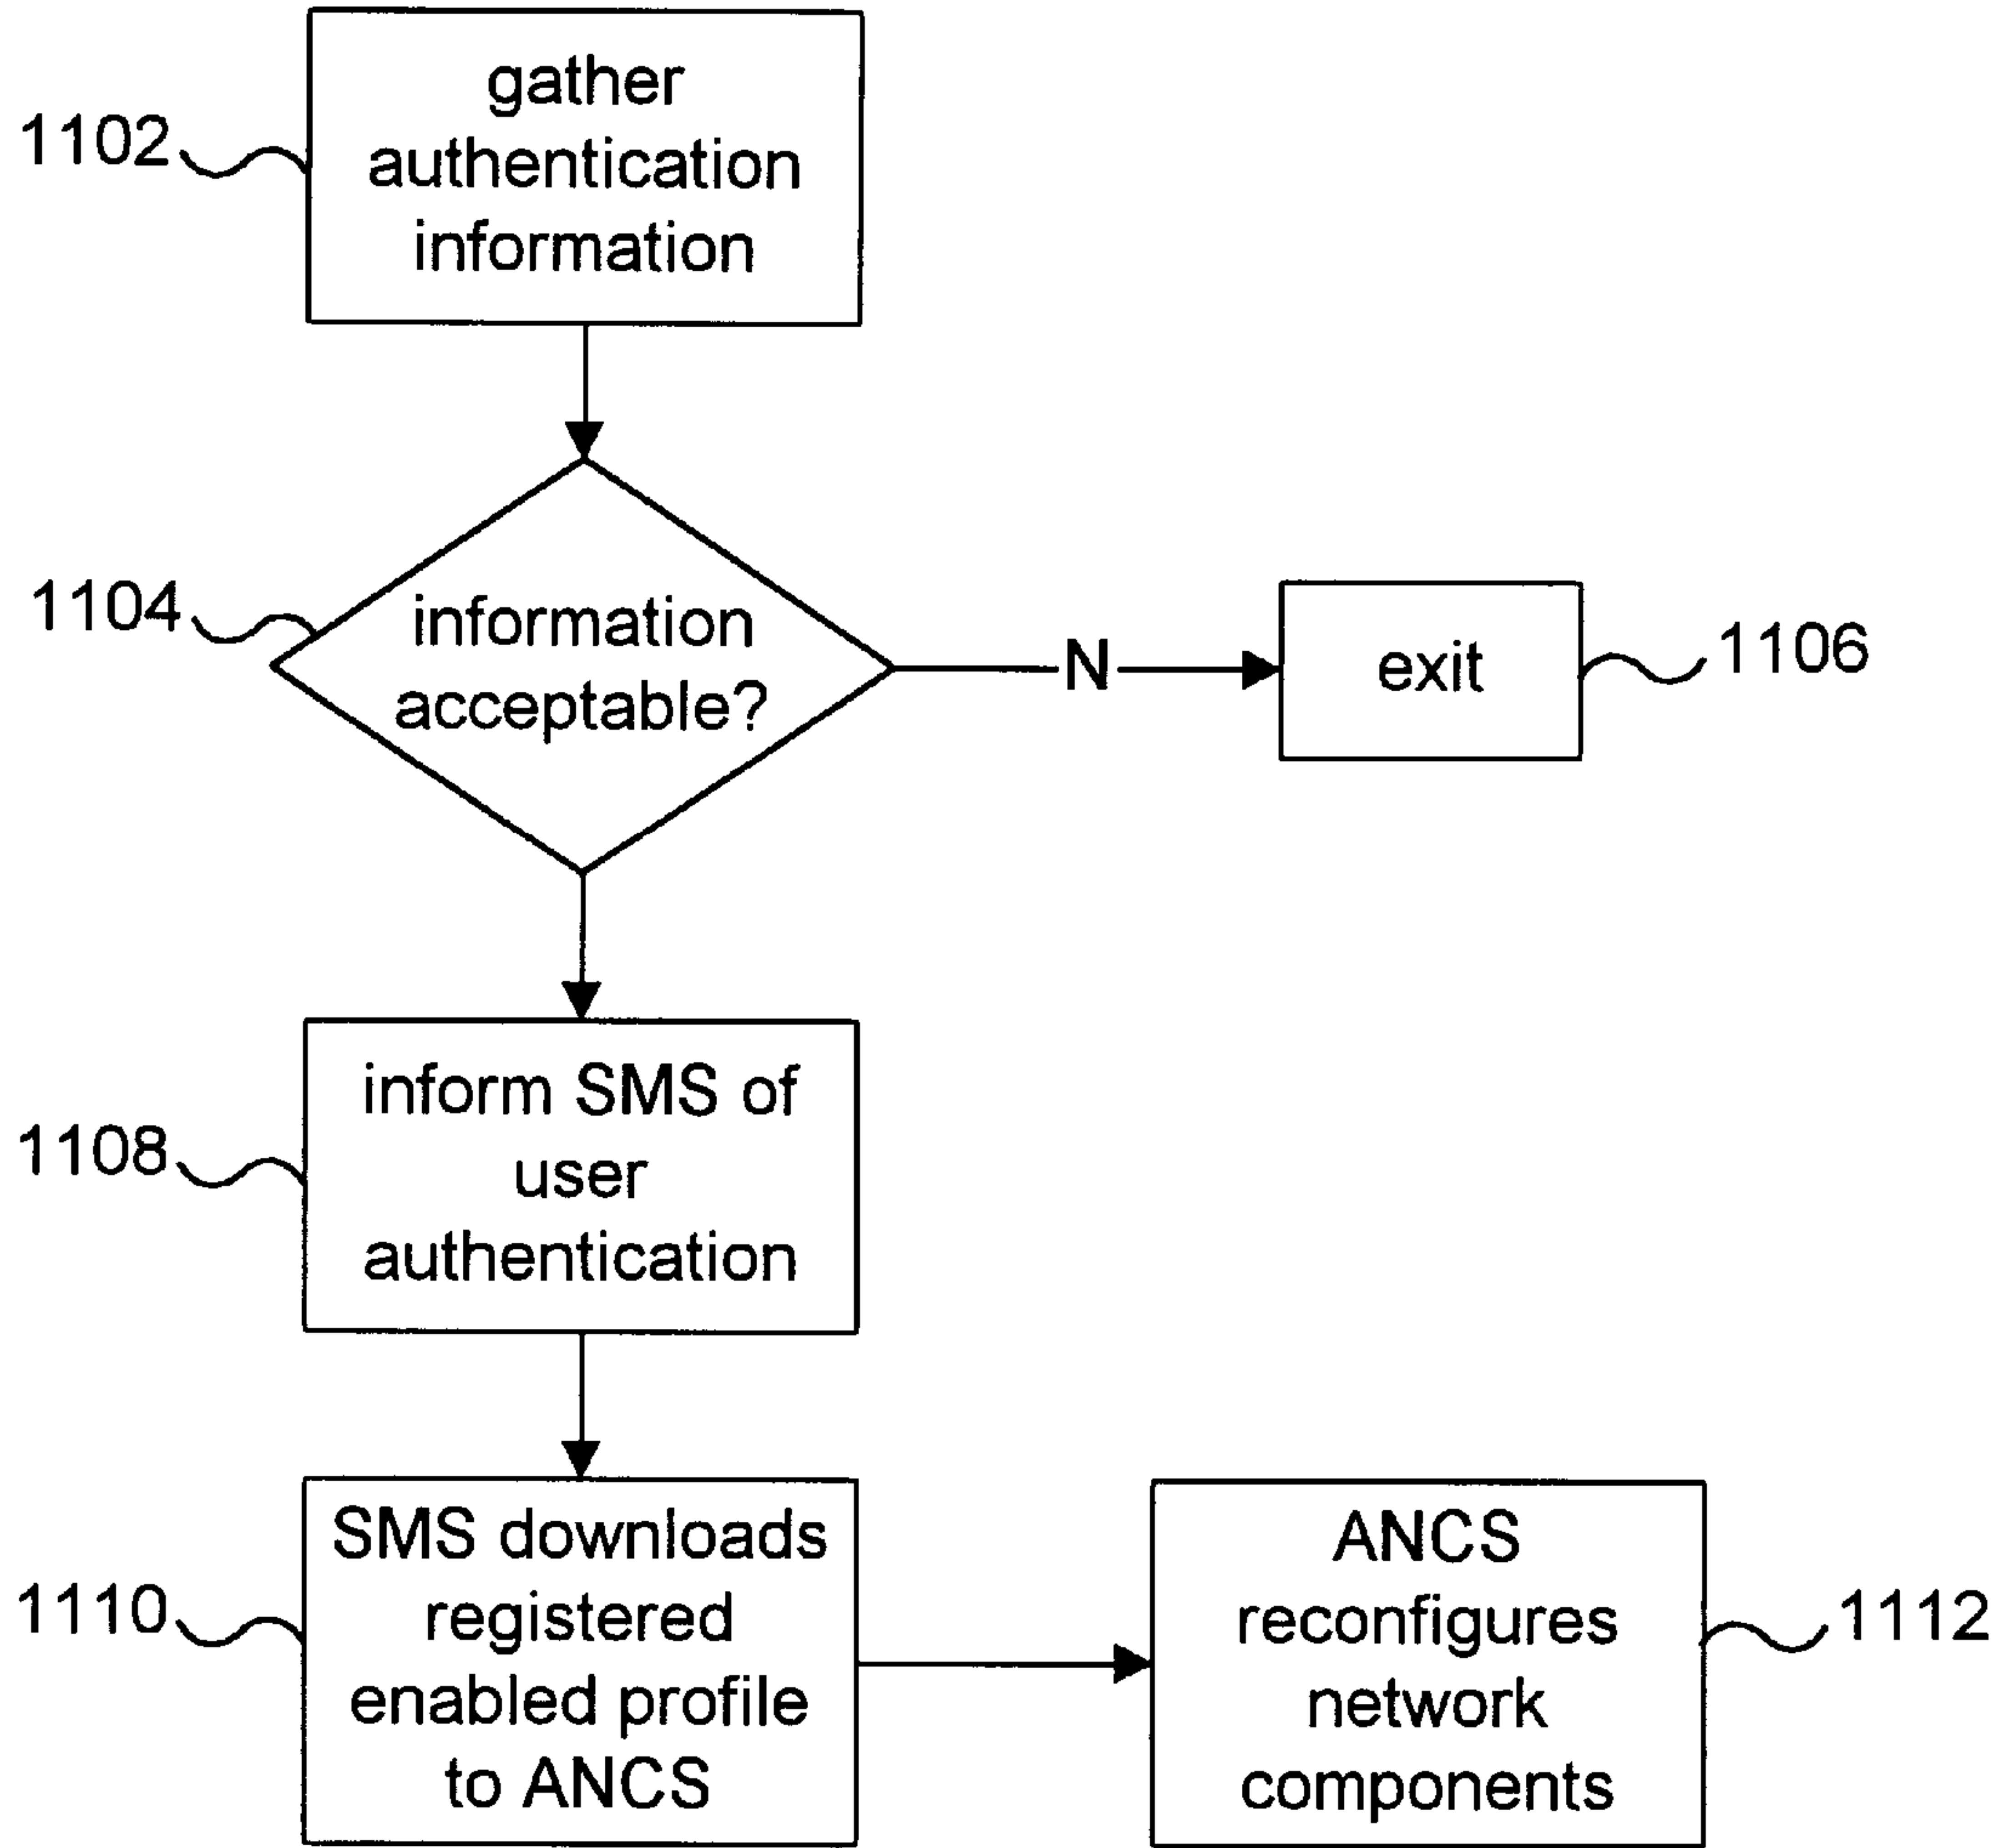 gather
authentication
information
1102
information
acceptable?
1104
N
exit
1106
inform SMS of
user
authentication
1108
SMS downloads
registered
enabled profile
to ANCS
1110
ANCS
reconfigures
network
components
1112